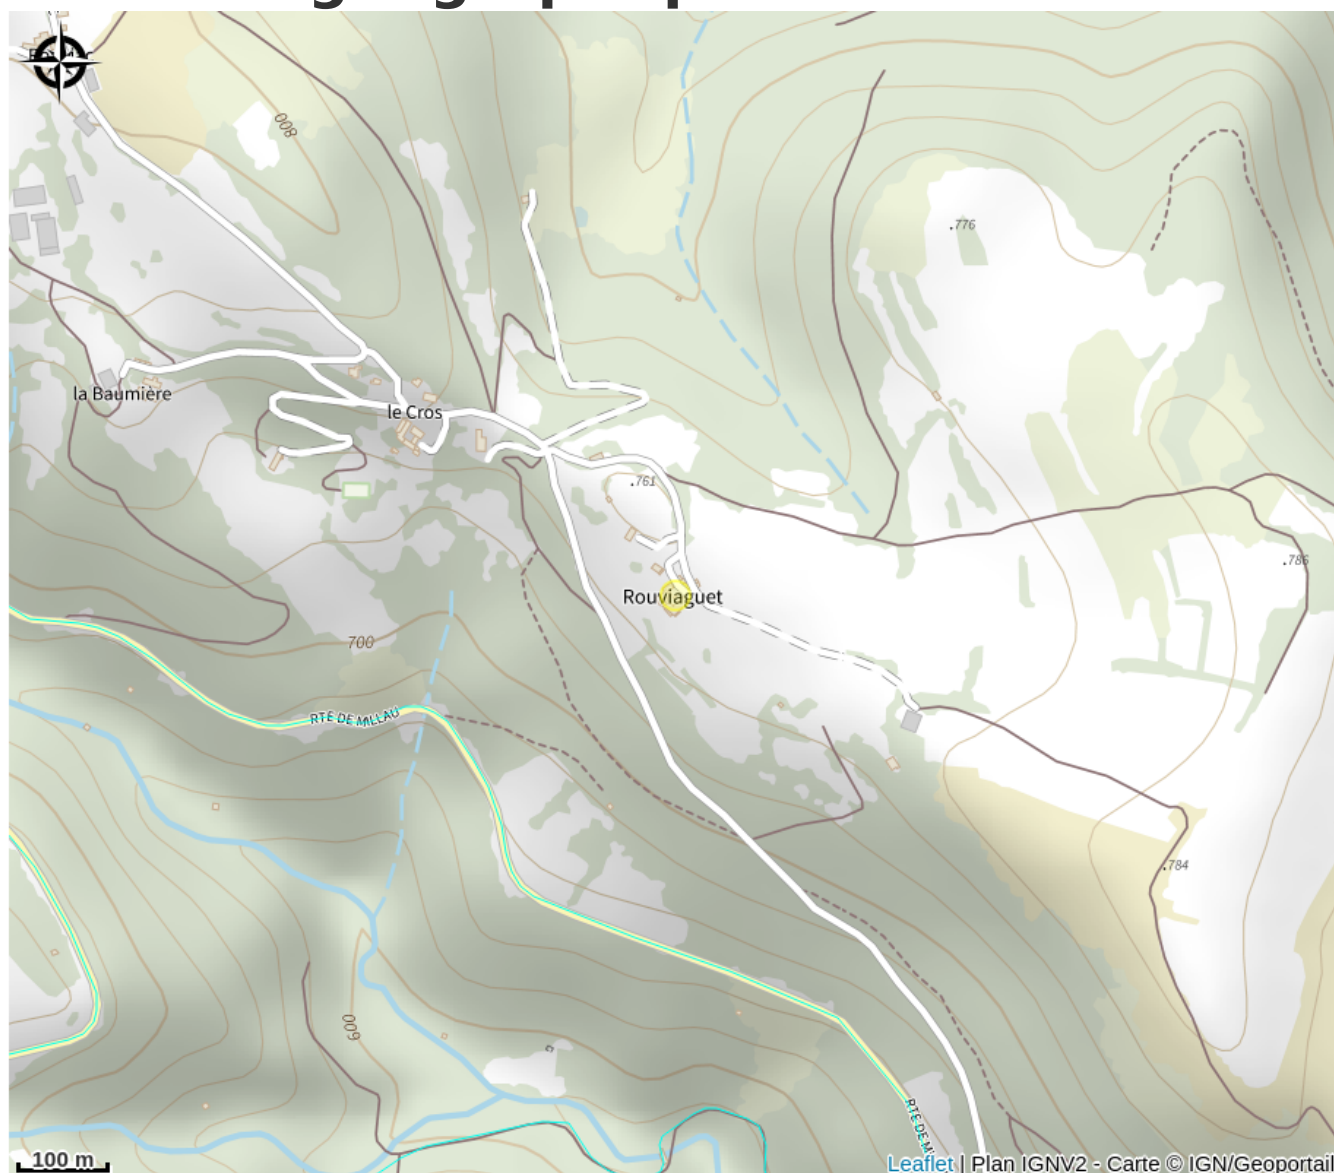 800
.776
la Baumière
le Cros
.761
.786
Rouviaguet
700
RTE DE MILLAU
.784
600
RTE DE M
100 m
Leaflet | Plan IGNV2 - Carte © IGN/Geoportail